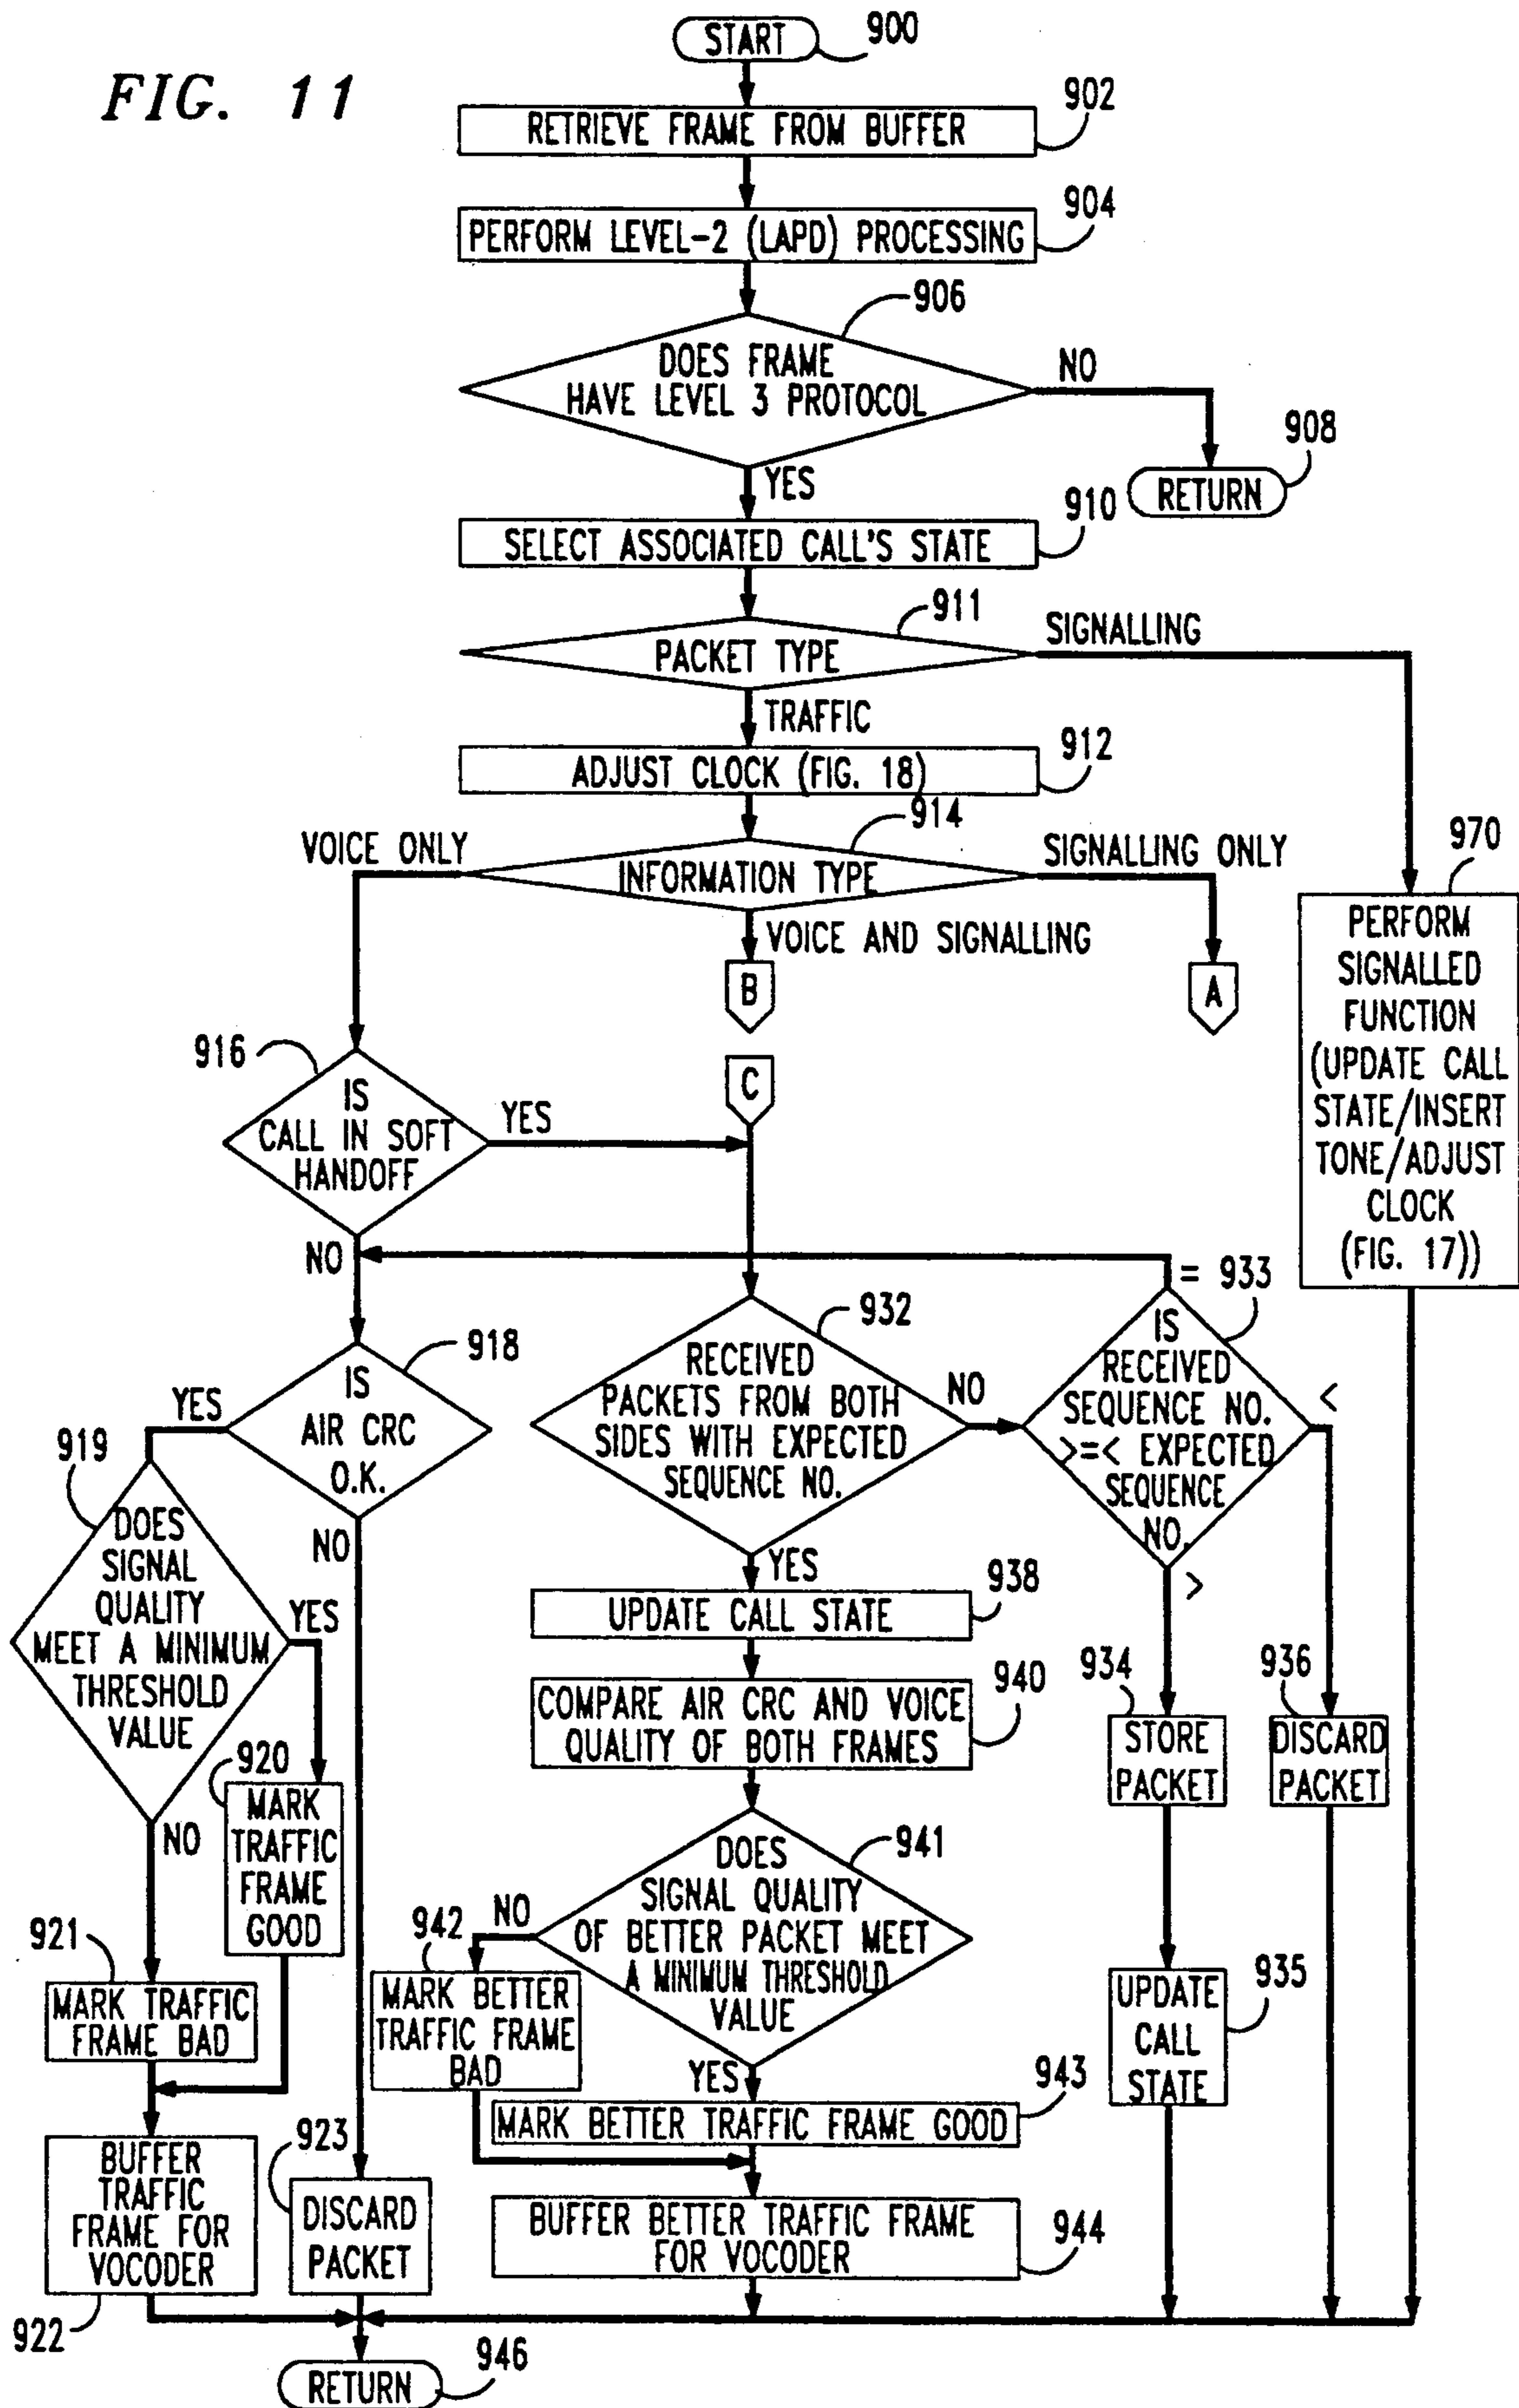 FIG. 11
START
900
RETRIEVE FRAME FROM BUFFER
902
PERFORM LEVEL-2 (LAPD) PROCESSING
904
906
DOES FRAME
HAVE LEVEL 3 PROTOCOL
NO
908
RETURN
YES
SELECT ASSOCIATED CALL'S STATE
910
911
PACKET TYPE
SIGNALLING
TRAFFIC
ADJUST CLOCK (FIG. 18)
912
914
VOICE ONLY
INFORMATION TYPE
SIGNALLING ONLY
VOICE AND SIGNALLING
B
A
970
PERFORM
SIGNALLED
FUNCTION
(UPDATE CALL
STATE/INSERT
TONE/ADJUST
CLOCK
(FIG. 17))
916
IS
CALL IN SOFT
HANDOFF
YES
C
NO
918
IS
AIR CRC
O.K.
YES
NO
932
RECEIVED
PACKETS FROM BOTH
SIDES WITH EXPECTED
SEQUENCE NO.
NO
YES
= 933
IS
RECEIVED
SEQUENCE NO.
>=< EXPECTED
SEQUENCE
NO.
<
>
919
DOES
SIGNAL
QUALITY
MEET A MINIMUM
THRESHOLD
VALUE
YES
NO
920
MARK
TRAFFIC
FRAME
GOOD
921
MARK TRAFFIC
FRAME BAD
BUFFER
TRAFFIC
FRAME FOR
VOCODER
922
923
DISCARD
PACKET
UPDATE CALL STATE
938
COMPARE AIR CRC AND VOICE
QUALITY OF BOTH FRAMES
940
941
DOES
SIGNAL QUALITY
OF BETTER PACKET MEET
A MINIMUM THRESHOLD
VALUE
NO
942
MARK BETTER
TRAFFIC FRAME
BAD
YES
943
MARK BETTER TRAFFIC FRAME GOOD
BUFFER BETTER TRAFFIC FRAME
FOR VOCODER
944
934
STORE
PACKET
936
DISCARD
PACKET
UPDATE
CALL
STATE
935
RETURN
946